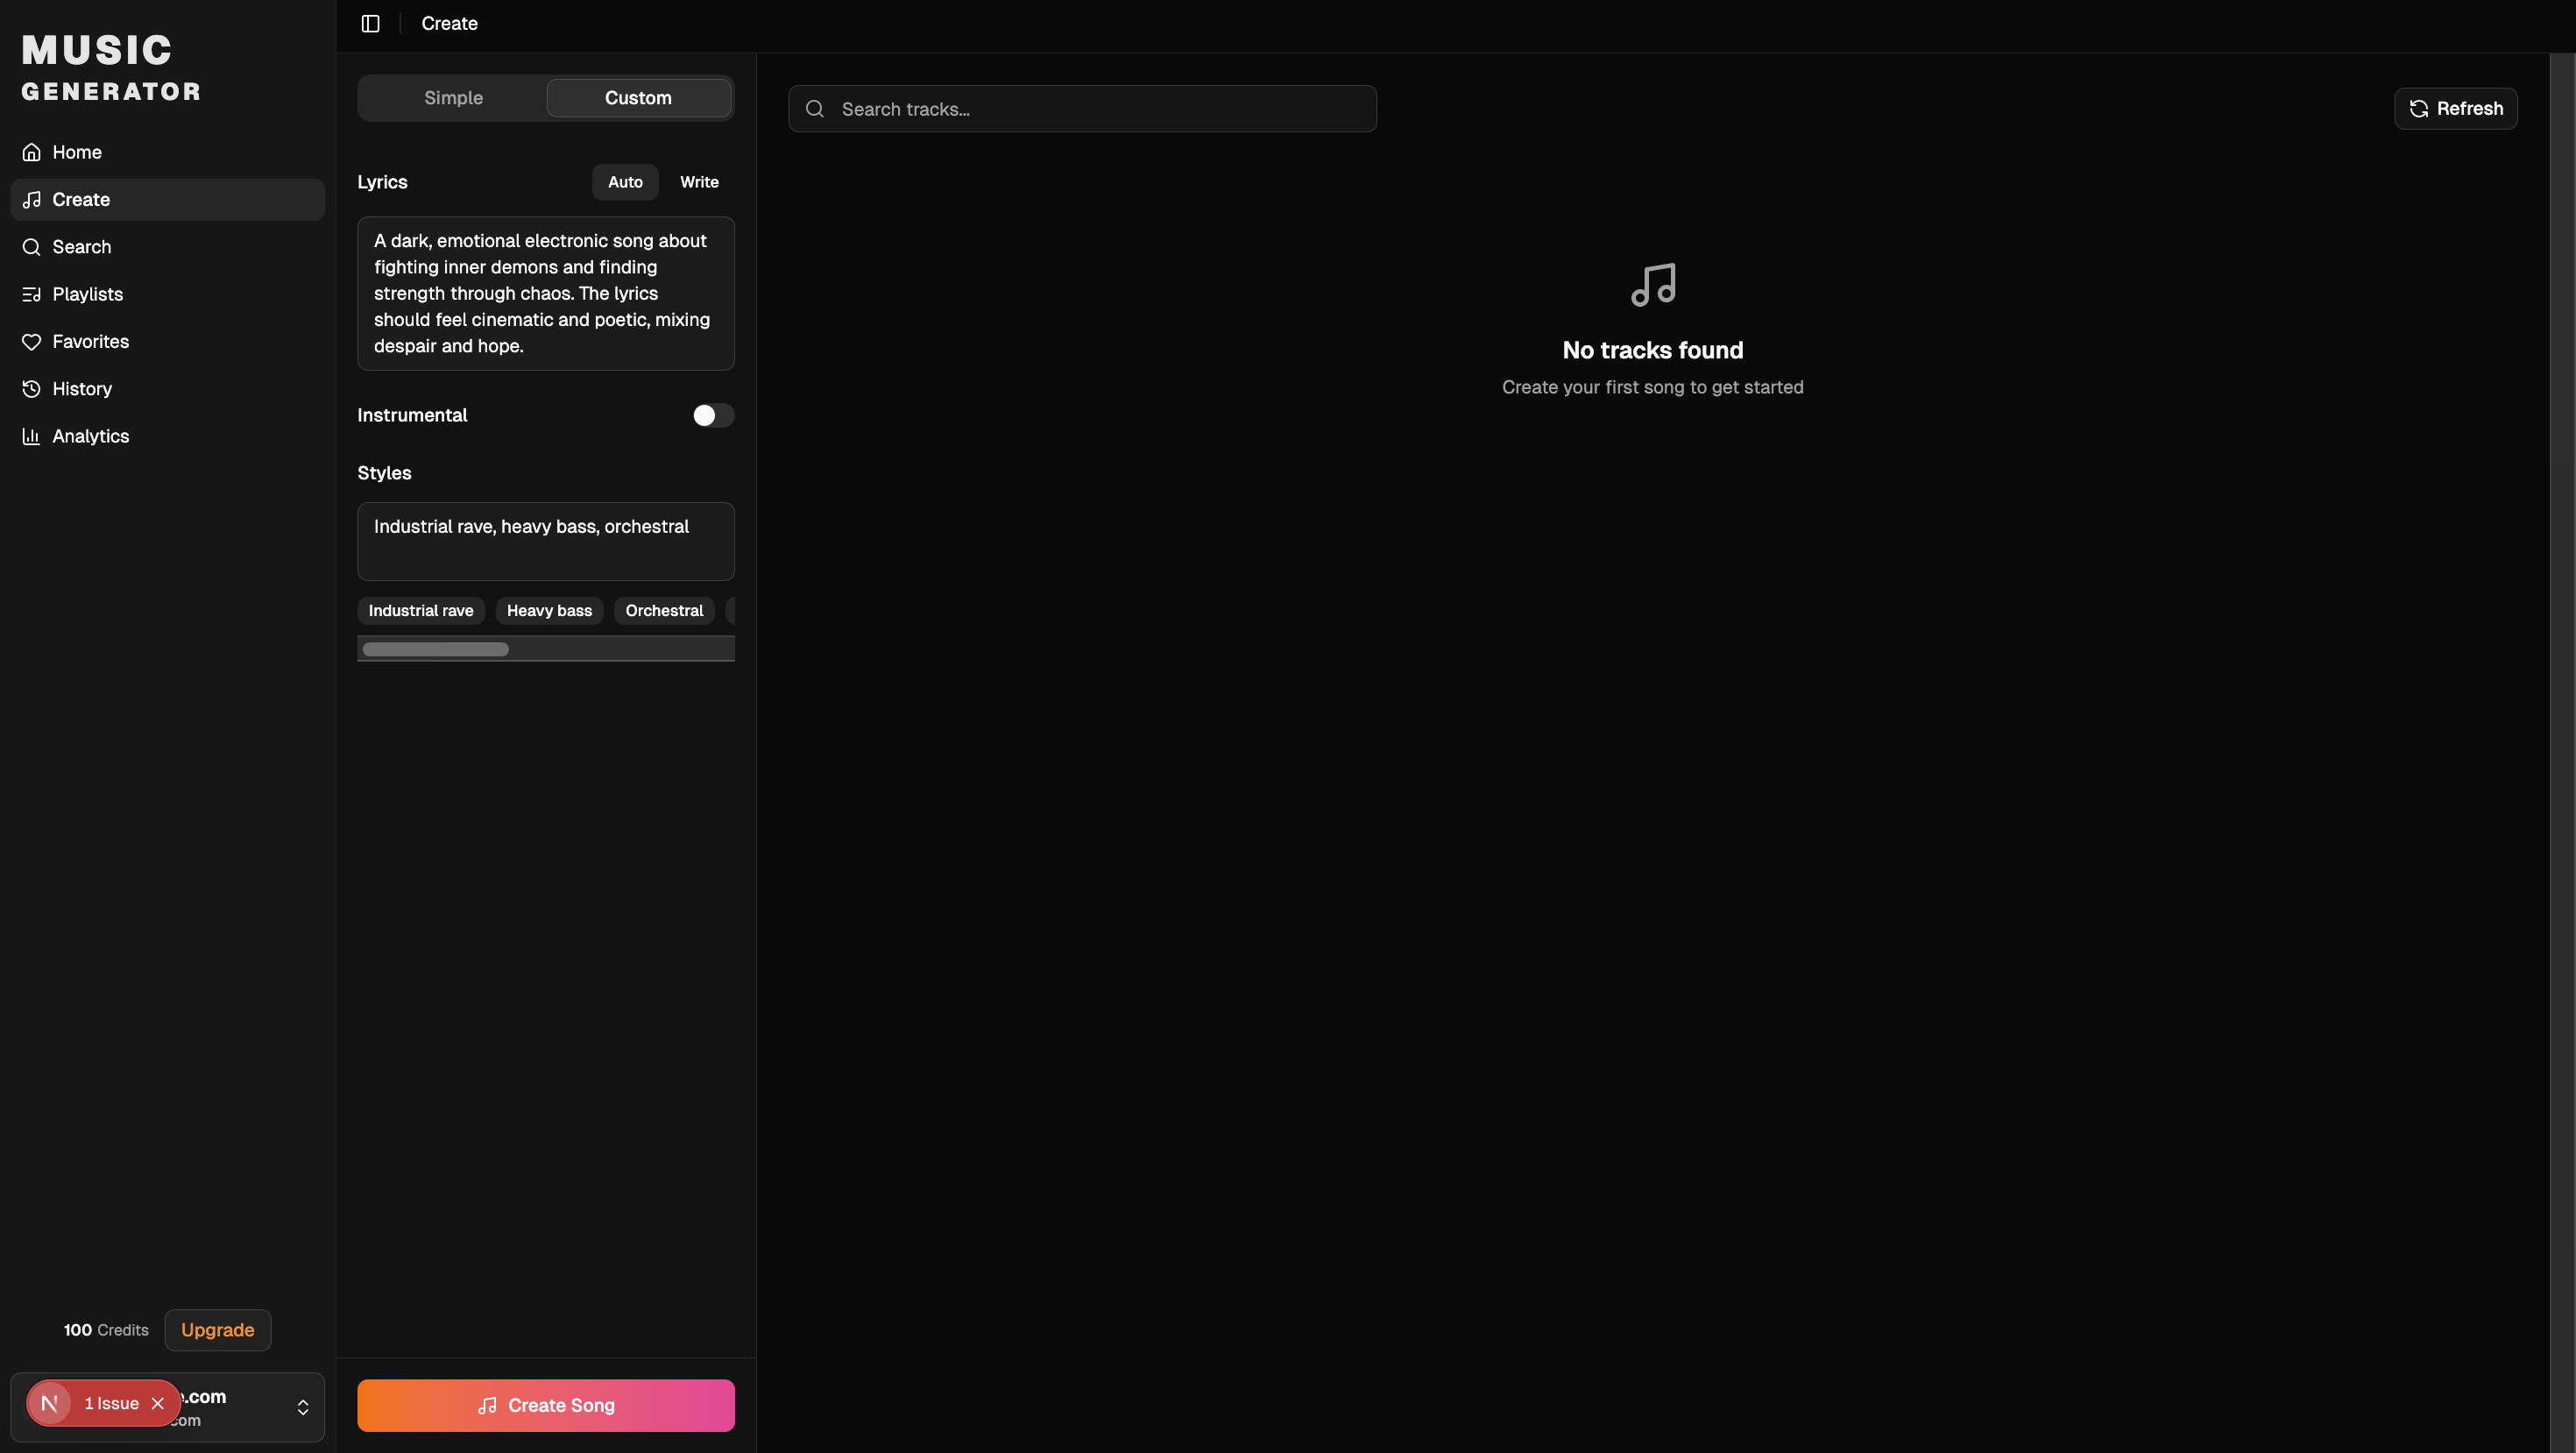 MUSIC
GENERATOR
Home
Create
Search
Playlists
Favorites
History
Analytics
100 Credits
Upgrade
N
1 Issue
.com
com
Create
Simple
Custom
Lyrics
Auto
Write
A dark, emotional electronic song about
fighting inner demons and finding
strength through chaos. The lyrics
should feel cinematic and poetic, mixing
despair and hope.
Instrumental
Styles
Industrial rave, heavy bass, orchestral
Industrial rave
Heavy bass
Orchestral
Create Song
Search tracks...
Refresh
No tracks found
Create your first song to get started